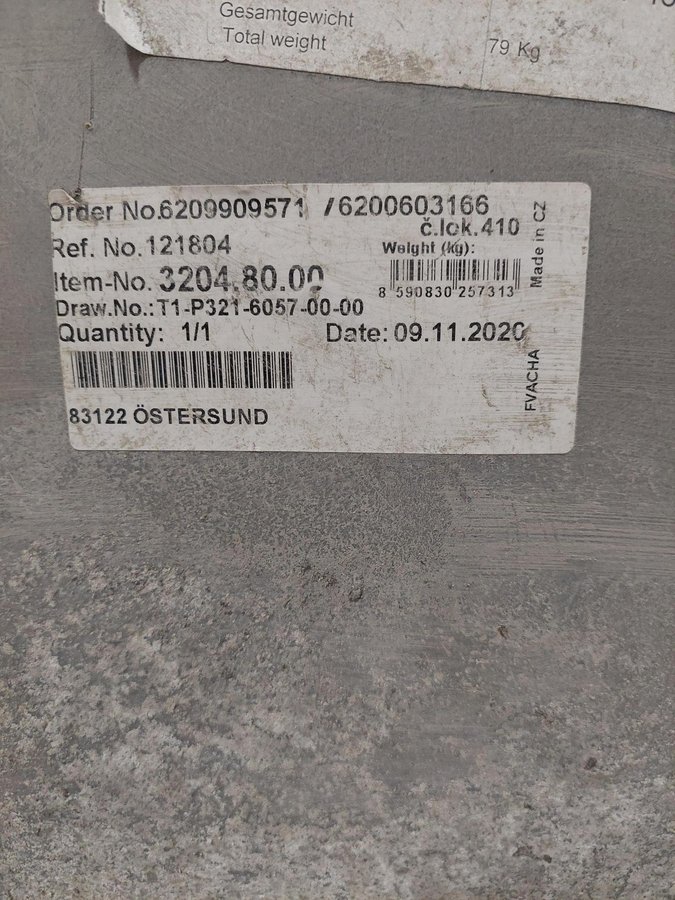 Gesamtgewicht
Total weight
79 Kg
Order No.6209909571 /6200603166
č.lok.410
Ref. No. 121804
Weight (kg):
Item-No. 3204.80.00
8 590830 257313
Draw.No.:T1-P321-6057-00-00
Quantity: 1/1 Date: 09.11.2020
83122 ÖSTERSUND
Made in CZ
FVACHA